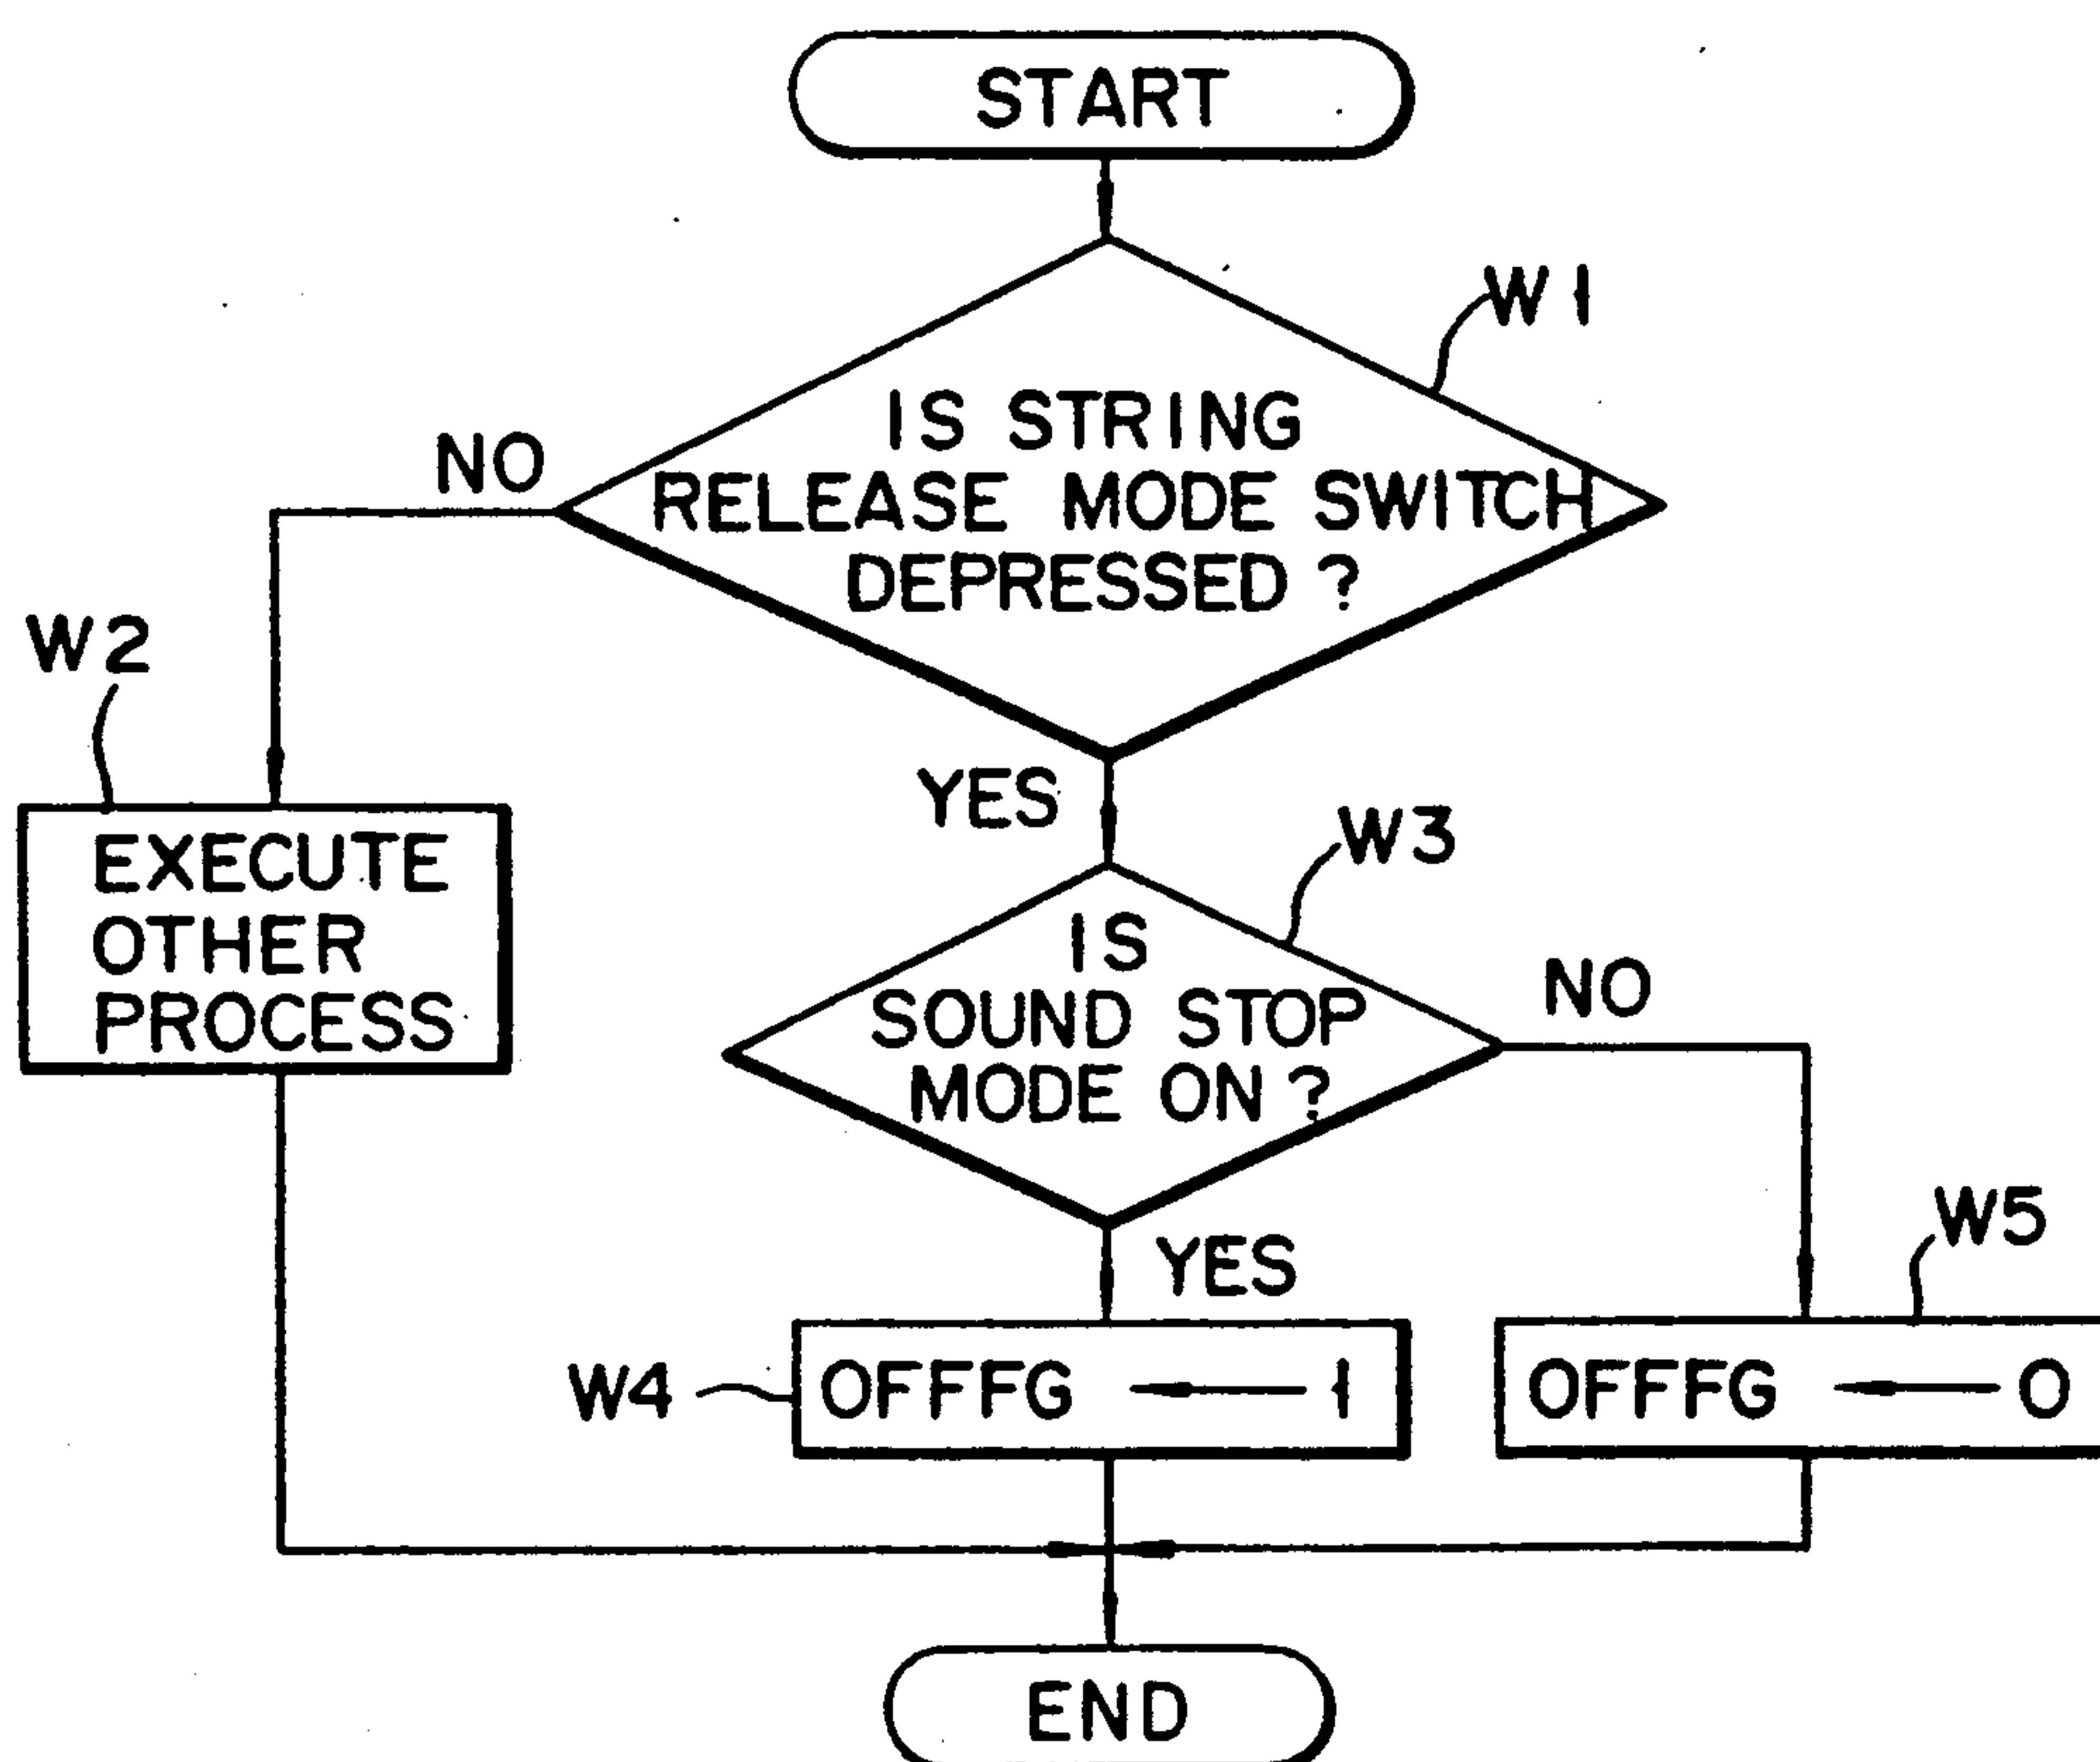 START
W1
IS STRING
RELEASE MODE SWITCH
DEPRESSED ?
NO
W2
YES
EXECUTE
OTHER
PROCESS
W3
IS
SOUND STOP
MODE ON ?
NO
YES
W4
OFFFG ← 1
W5
OFFFG ← 0
END